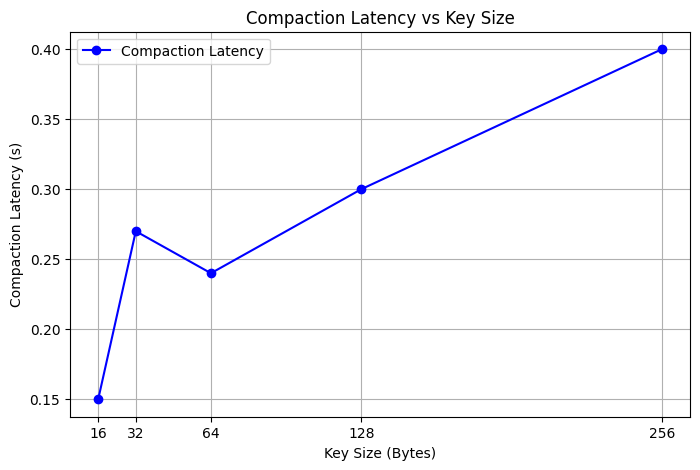 Compaction Latency vs Key Size
Compaction Latency
0.40
0.35
0.30
0.25
0.20
0.15
Compaction Latency (s)
16 32 64 128 256
Key Size (Bytes)